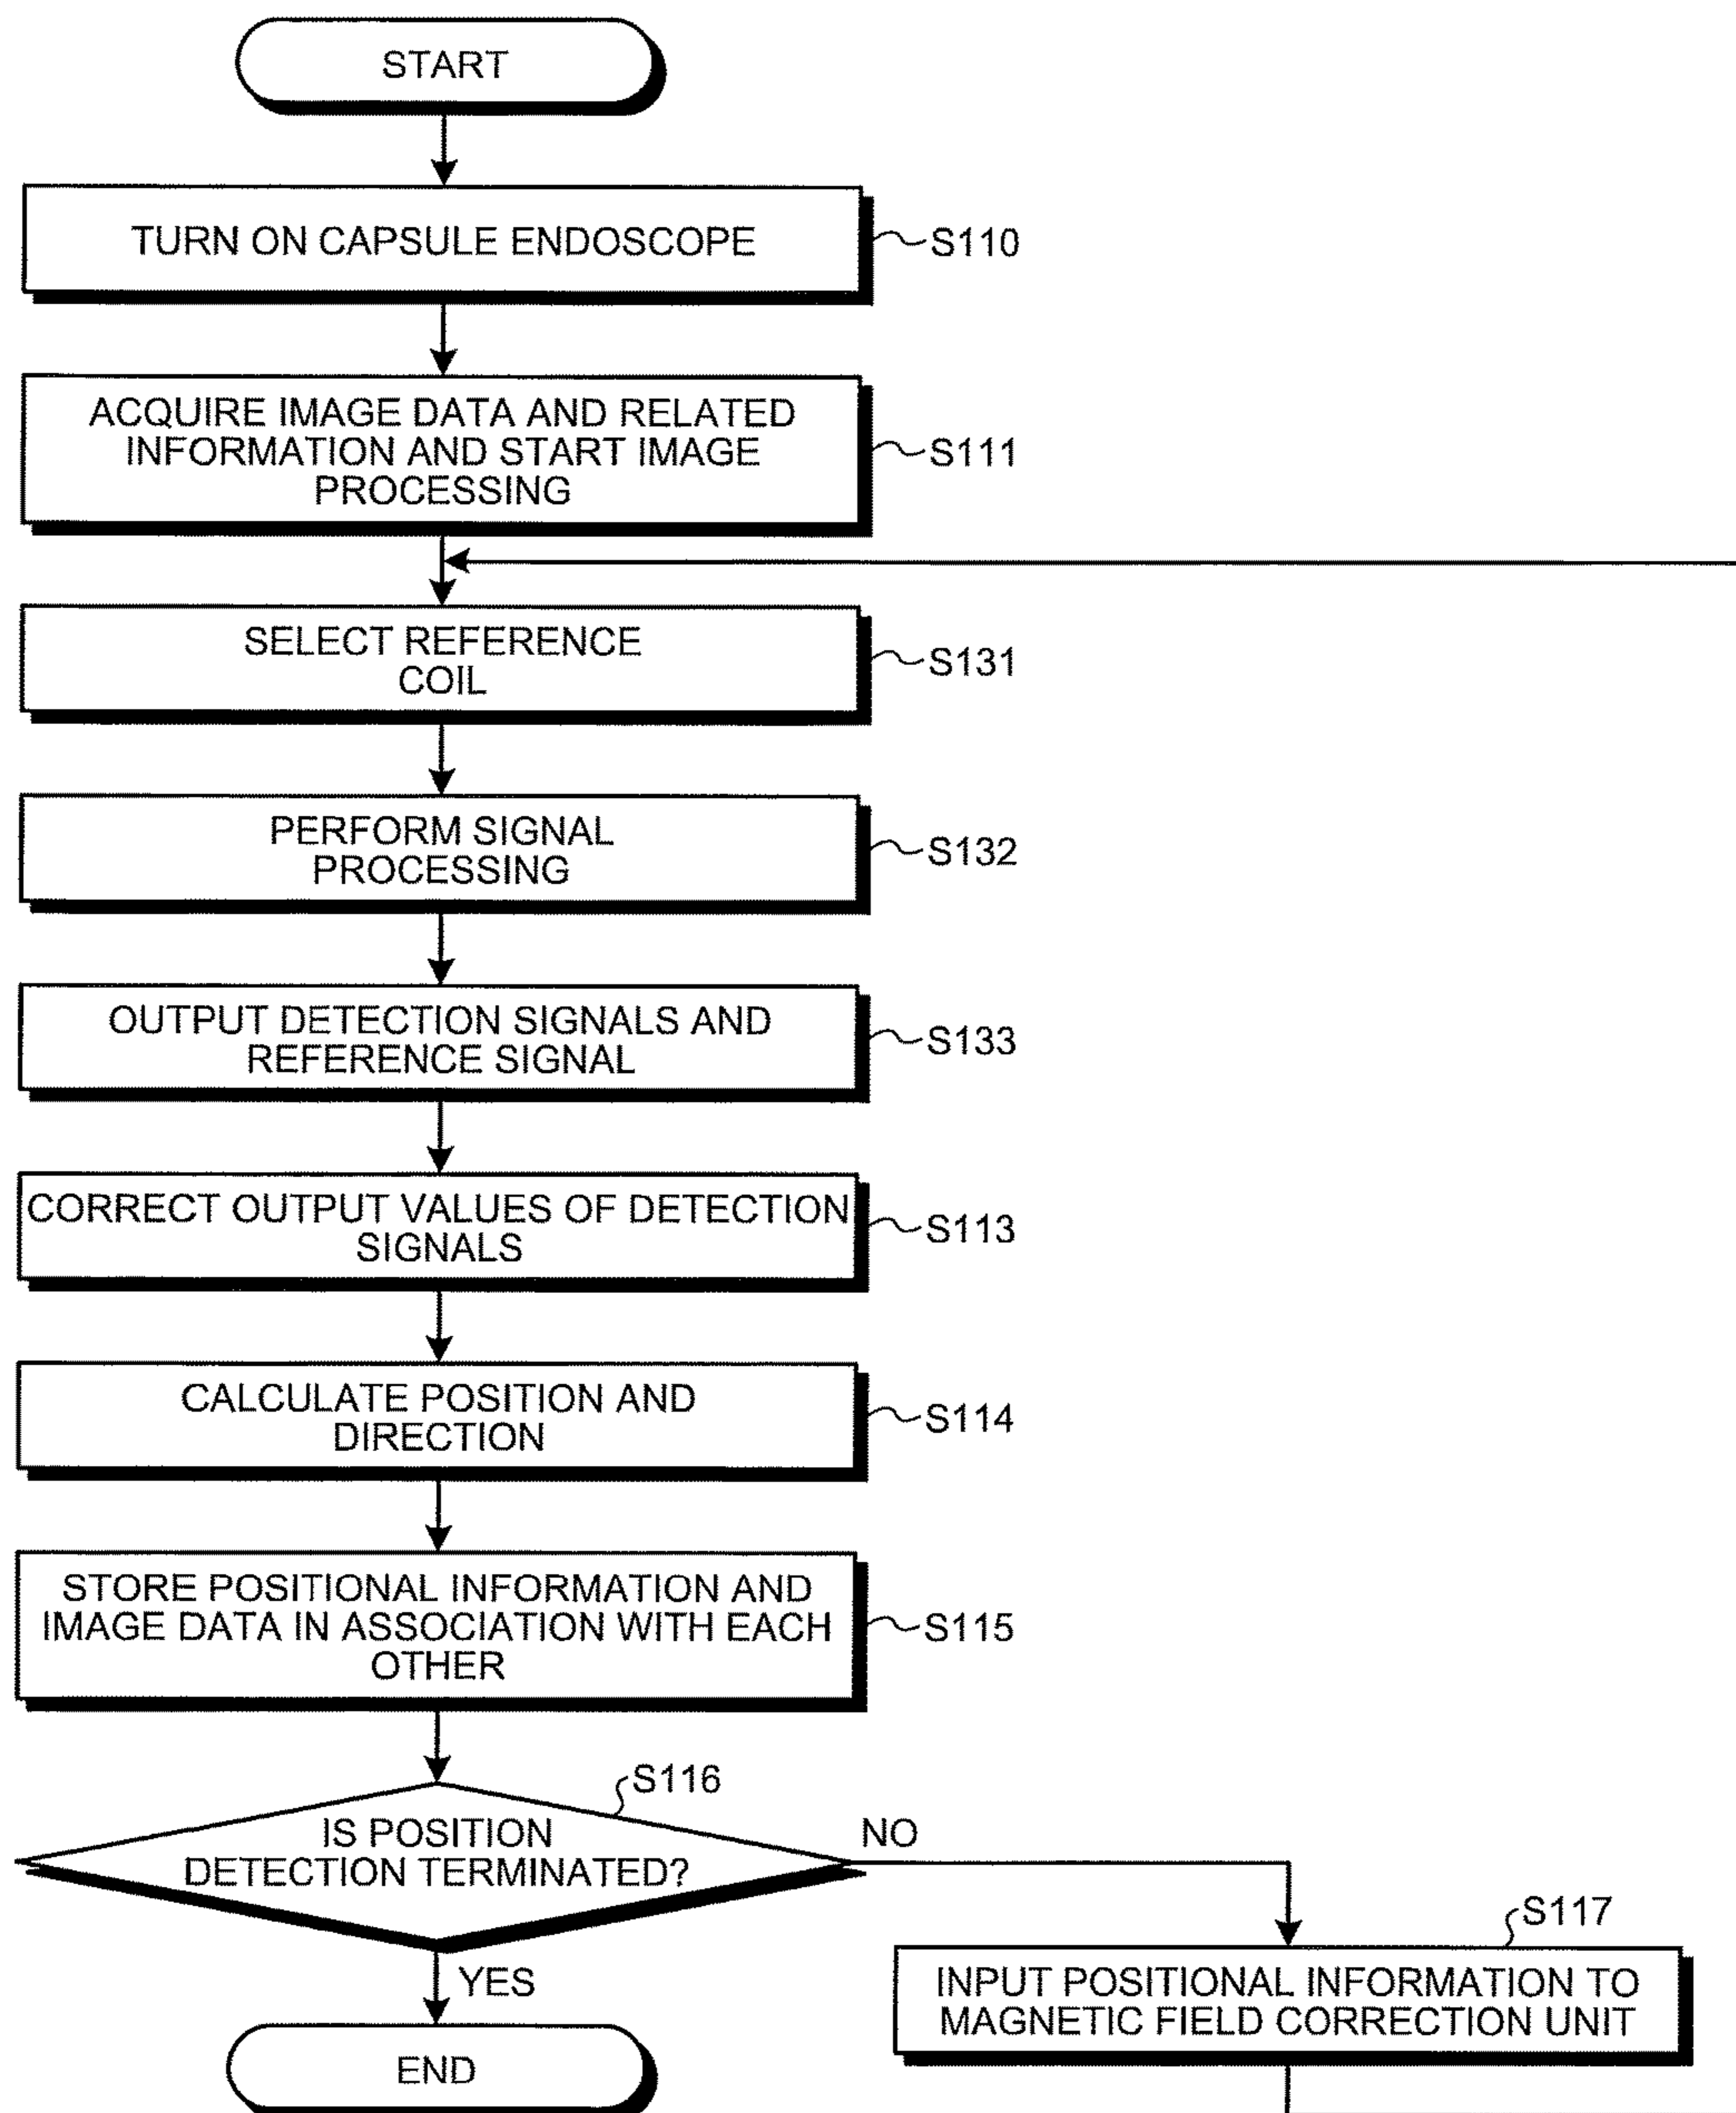 START
TURN ON CAPSULE ENDOSCOPE
S110
ACQUIRE IMAGE DATA AND RELATED
INFORMATION AND START IMAGE
PROCESSING
S111
SELECT REFERENCE
COIL
S131
PERFORM SIGNAL
PROCESSING
S132
OUTPUT DETECTION SIGNALS AND
REFERENCE SIGNAL
S133
CORRECT OUTPUT VALUES OF DETECTION
SIGNALS
S113
CALCULATE POSITION AND
DIRECTION
S114
STORE POSITIONAL INFORMATION AND
IMAGE DATA IN ASSOCIATION WITH EACH
OTHER
S115
S116
IS POSITION
DETECTION TERMINATED?
NO
YES
S117
INPUT POSITIONAL INFORMATION TO
MAGNETIC FIELD CORRECTION UNIT
END